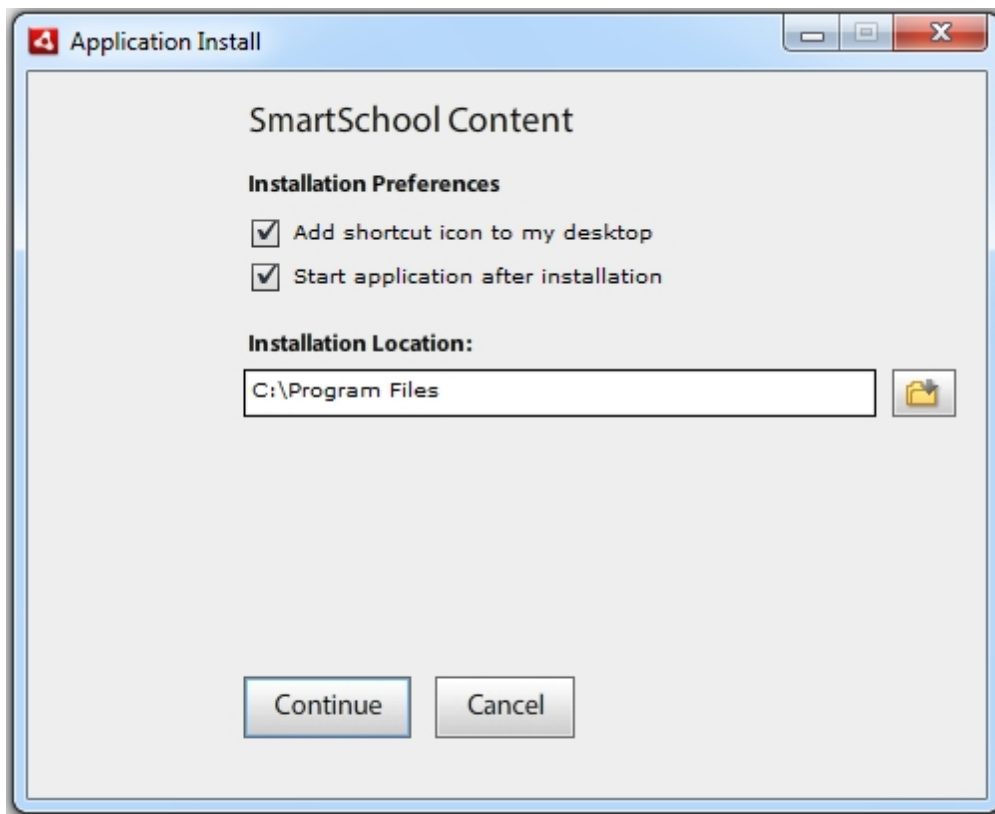 Application Install
SmartSchool Content
Installation Preferences
Add shortcut icon to my desktop
Start application after installation
Installation Location:
C:\Program Files
Continue Cancel